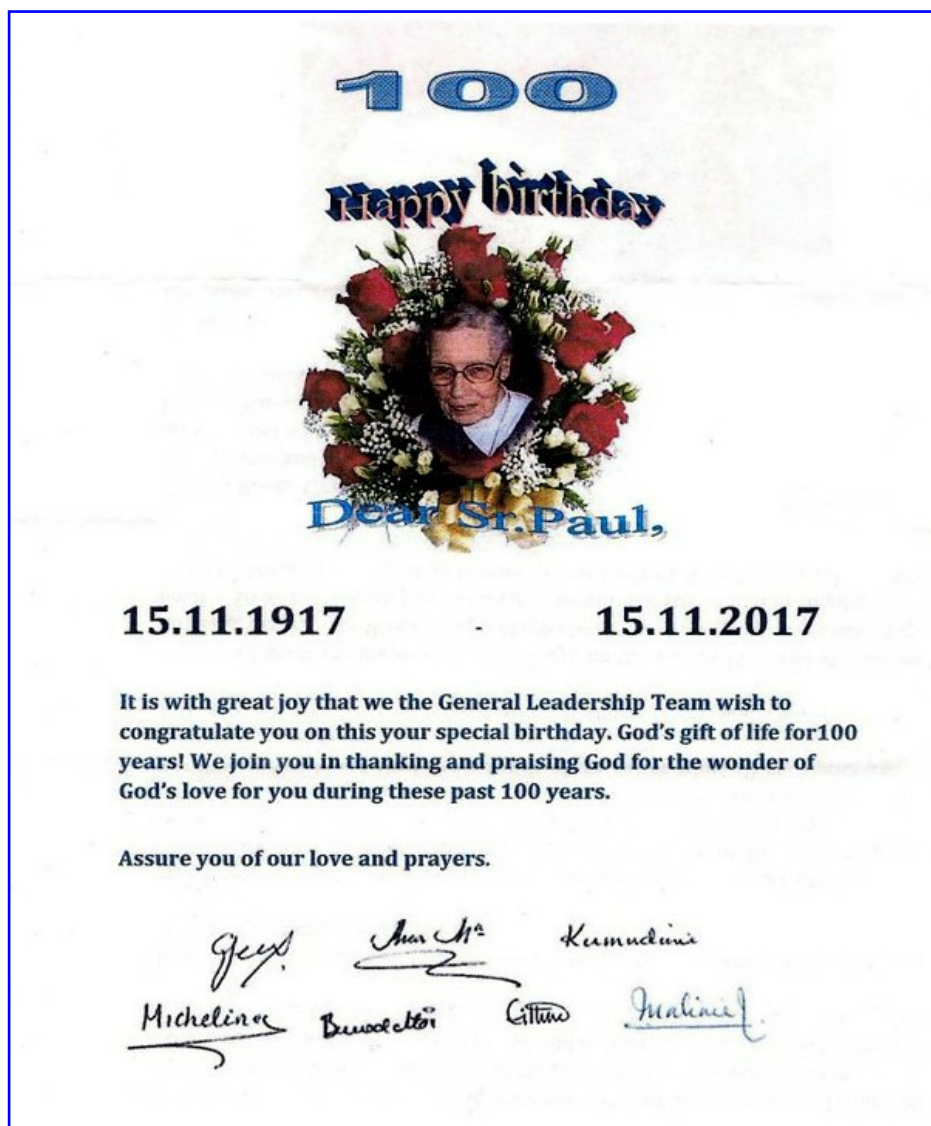 100
Happy birthday
Dear Sr.Paul,
15.11.1917 15.11.2017
It is with great joy that we the General Leadership Team wish to
congratulate you on this your special birthday. God's gift of life for100
years! We join you in thanking and praising God for the wonder of
God's love for you during these past 100 years.
Assure you of our love and prayers.
Kumudini
Michelina Benedetta